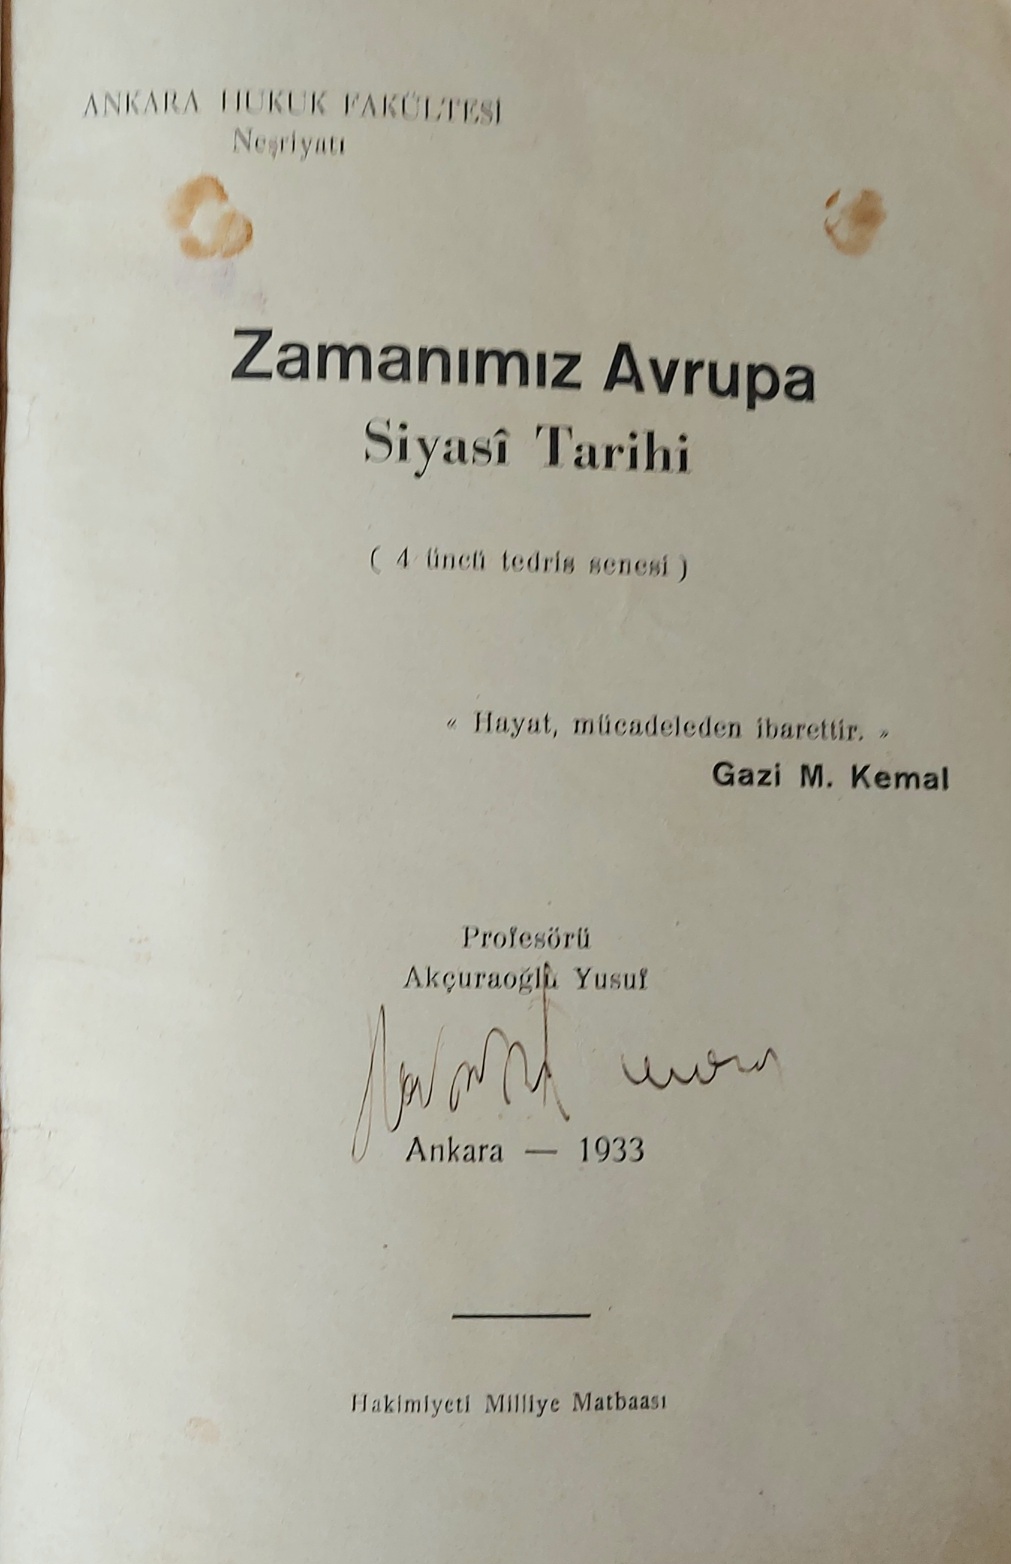 ANKARA HUKUK FAKÜLTESİ
Neşriyatı
Zamanımız Avrupa
Siyasî Tarihi
( 4 üncü tedris senesi )
« Hayat, mücadeleden ibarettir. »
Gazi M. Kemal
Profesörü
Akçuraoğlu Yusuf
Ankara — 1933
Hakimiyeti Milliye Matbaası